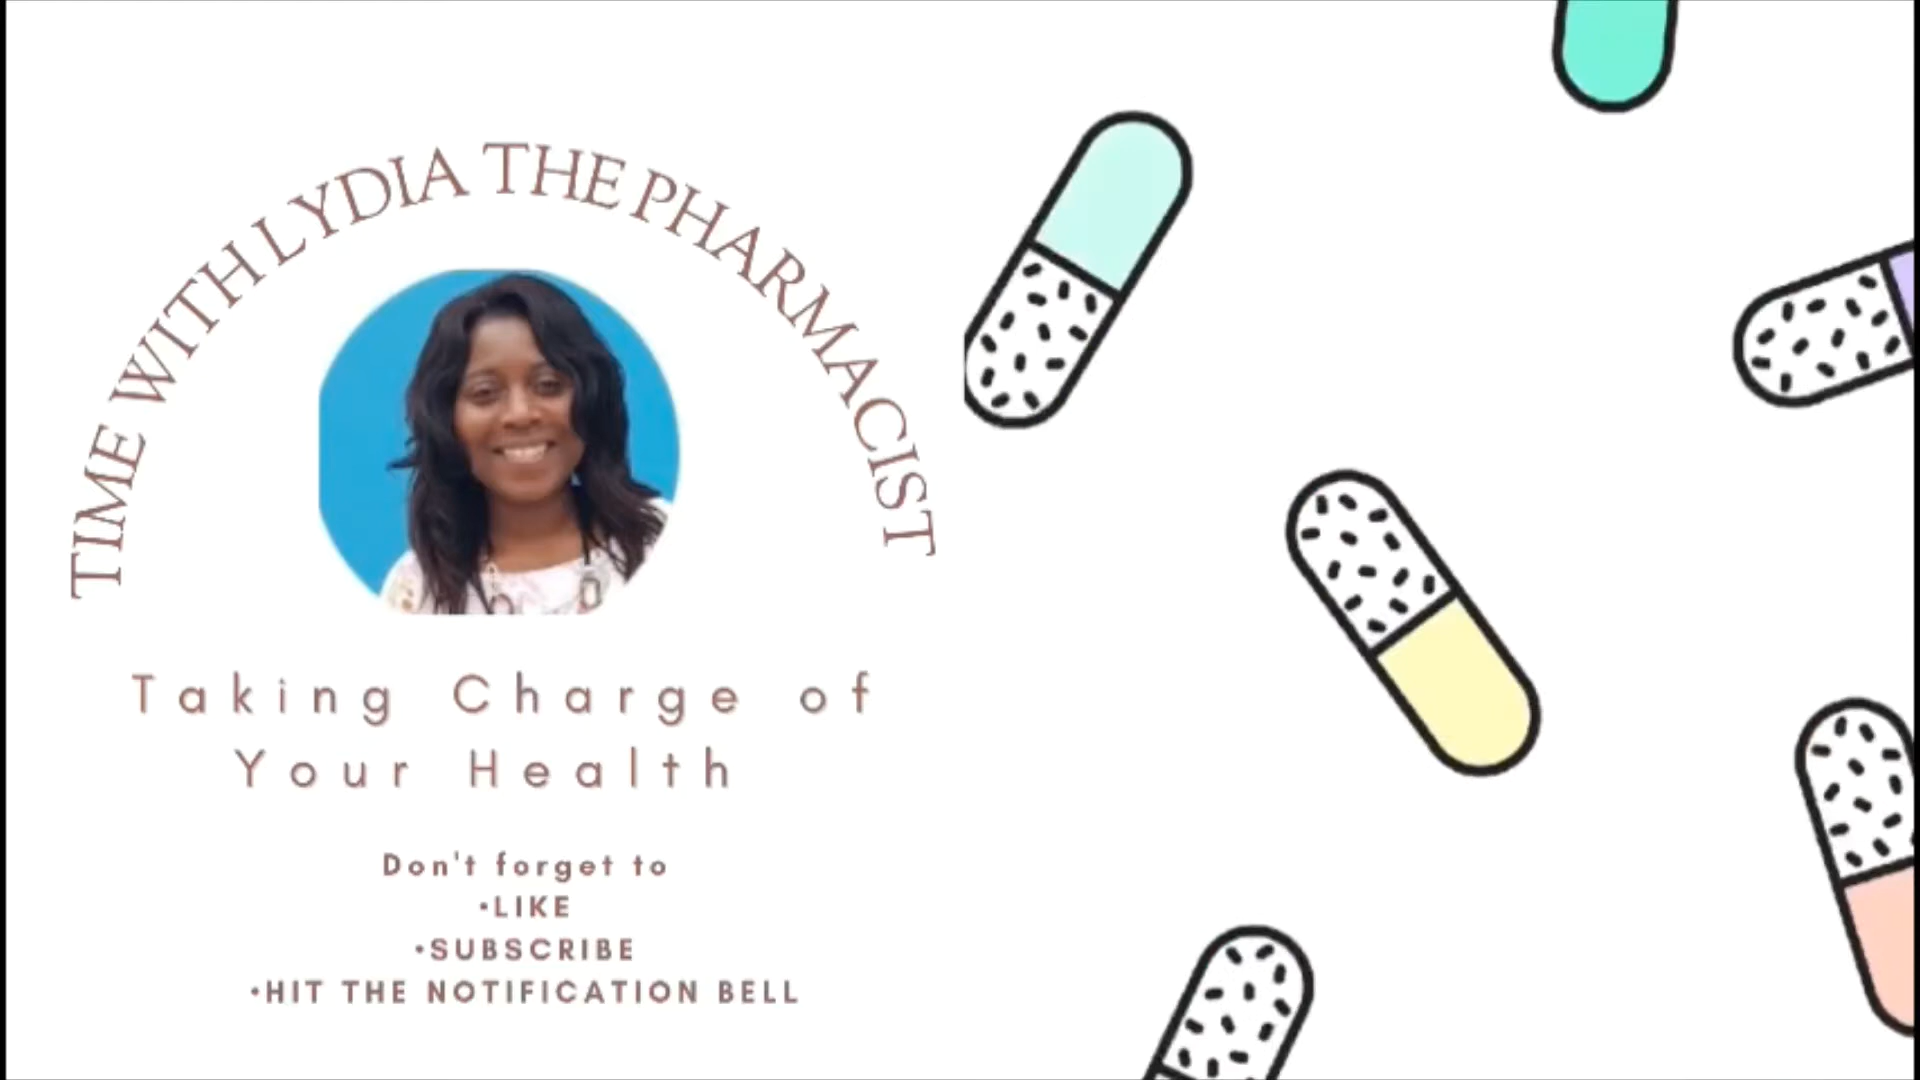 TIME WITH LYDIA THE PHARMACIST
Taking Charge of
Your Health
Don't forget to
•LIKE
•SUBSCRIBE
•HIT THE NOTIFICATION BELL